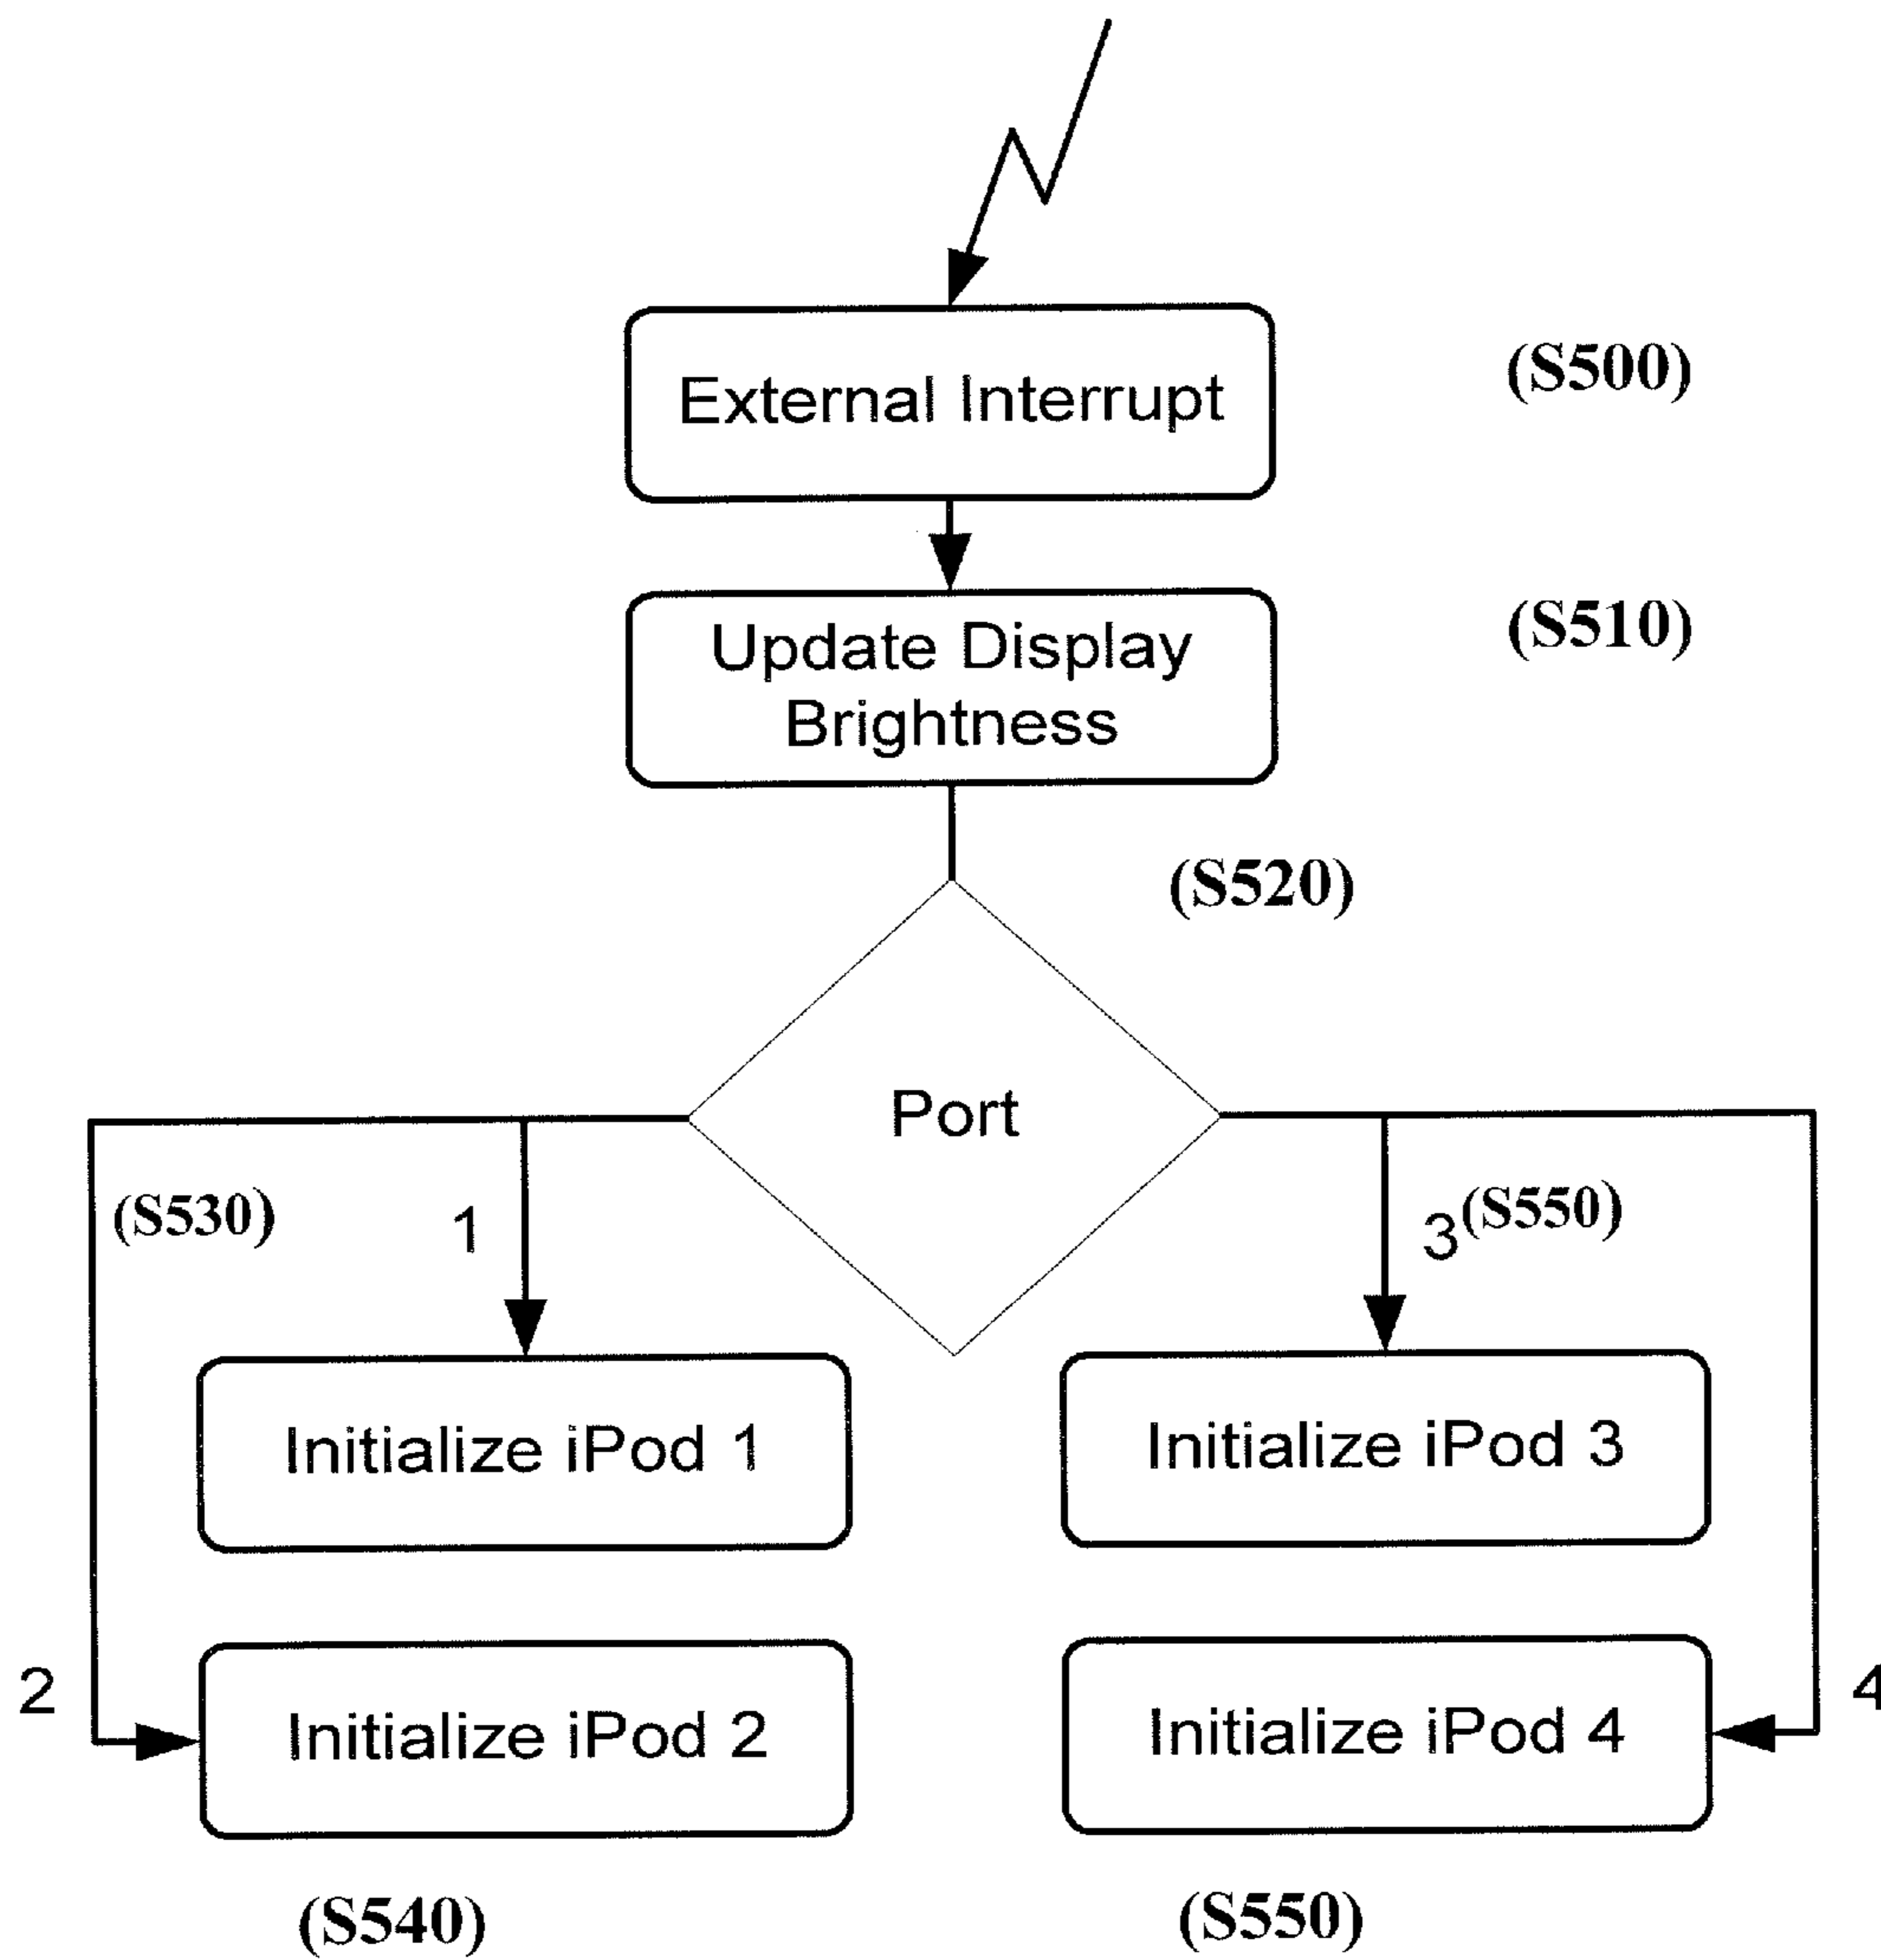 External Interrupt
(S500)
Update Display
Brightness
(S510)
(S520)
Port
(S530)
1
3
(S550)
Initialize iPod 1
Initialize iPod 3
2
Initialize iPod 2
Initialize iPod 4
4
(S540)
(S550)